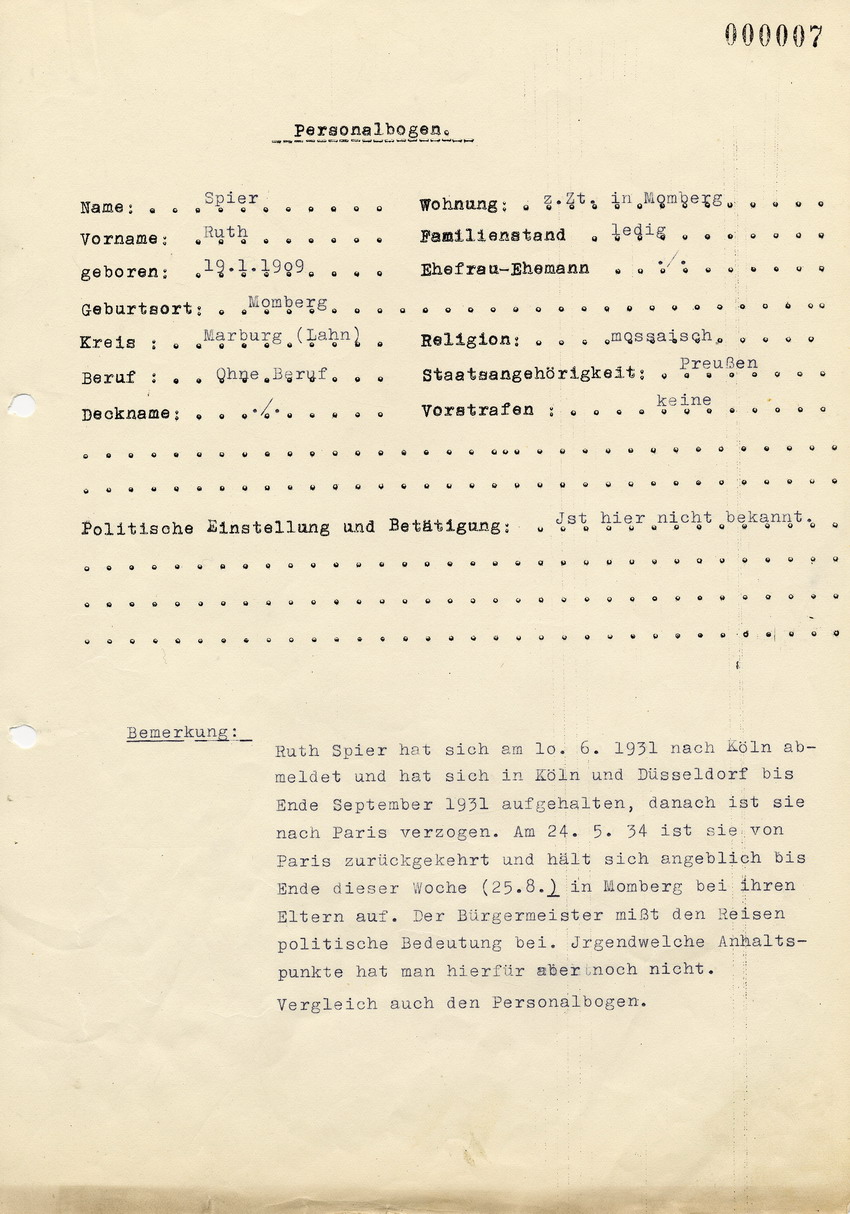 000007
Personalbogen.
Name: Spier Wohnung: z.Zt. in Momberg.
Vorname: Ruth Familienstand ledig
geboren: 19.1.1909. Ehefrau-Ehemann ./.
Geburtsort: Momberg
Kreis : Marburg (Lahn) Religion: mossaisch.
Beruf : Ohne Beruf. Staatsangehörigkeit: Preußen
Deckname: ./. Vorstrafen : keine
Politische Einstellung und Betätigung: Jst hier nicht bekannt.
Bemerkung:
Ruth Spier hat sich am 1o. 6. 1931 nach Köln ab-
meldet und hat sich in Köln und Düsseldorf bis
Ende September 1931 aufgehalten, danach ist sie
nach Paris verzogen. Am 24. 5. 34 ist sie von
Paris zurückgekehrt und hält sich angeblich bis
Ende dieser Woche (25.8.) in Momberg bei ihren
Eltern auf. Der Bürgermeister mißt den Reisen
politische Bedeutung bei. Jrgendwelche Anhalts-
punkte hat man hierfür aber noch nicht.
Vergleich auch den Personalbogen.